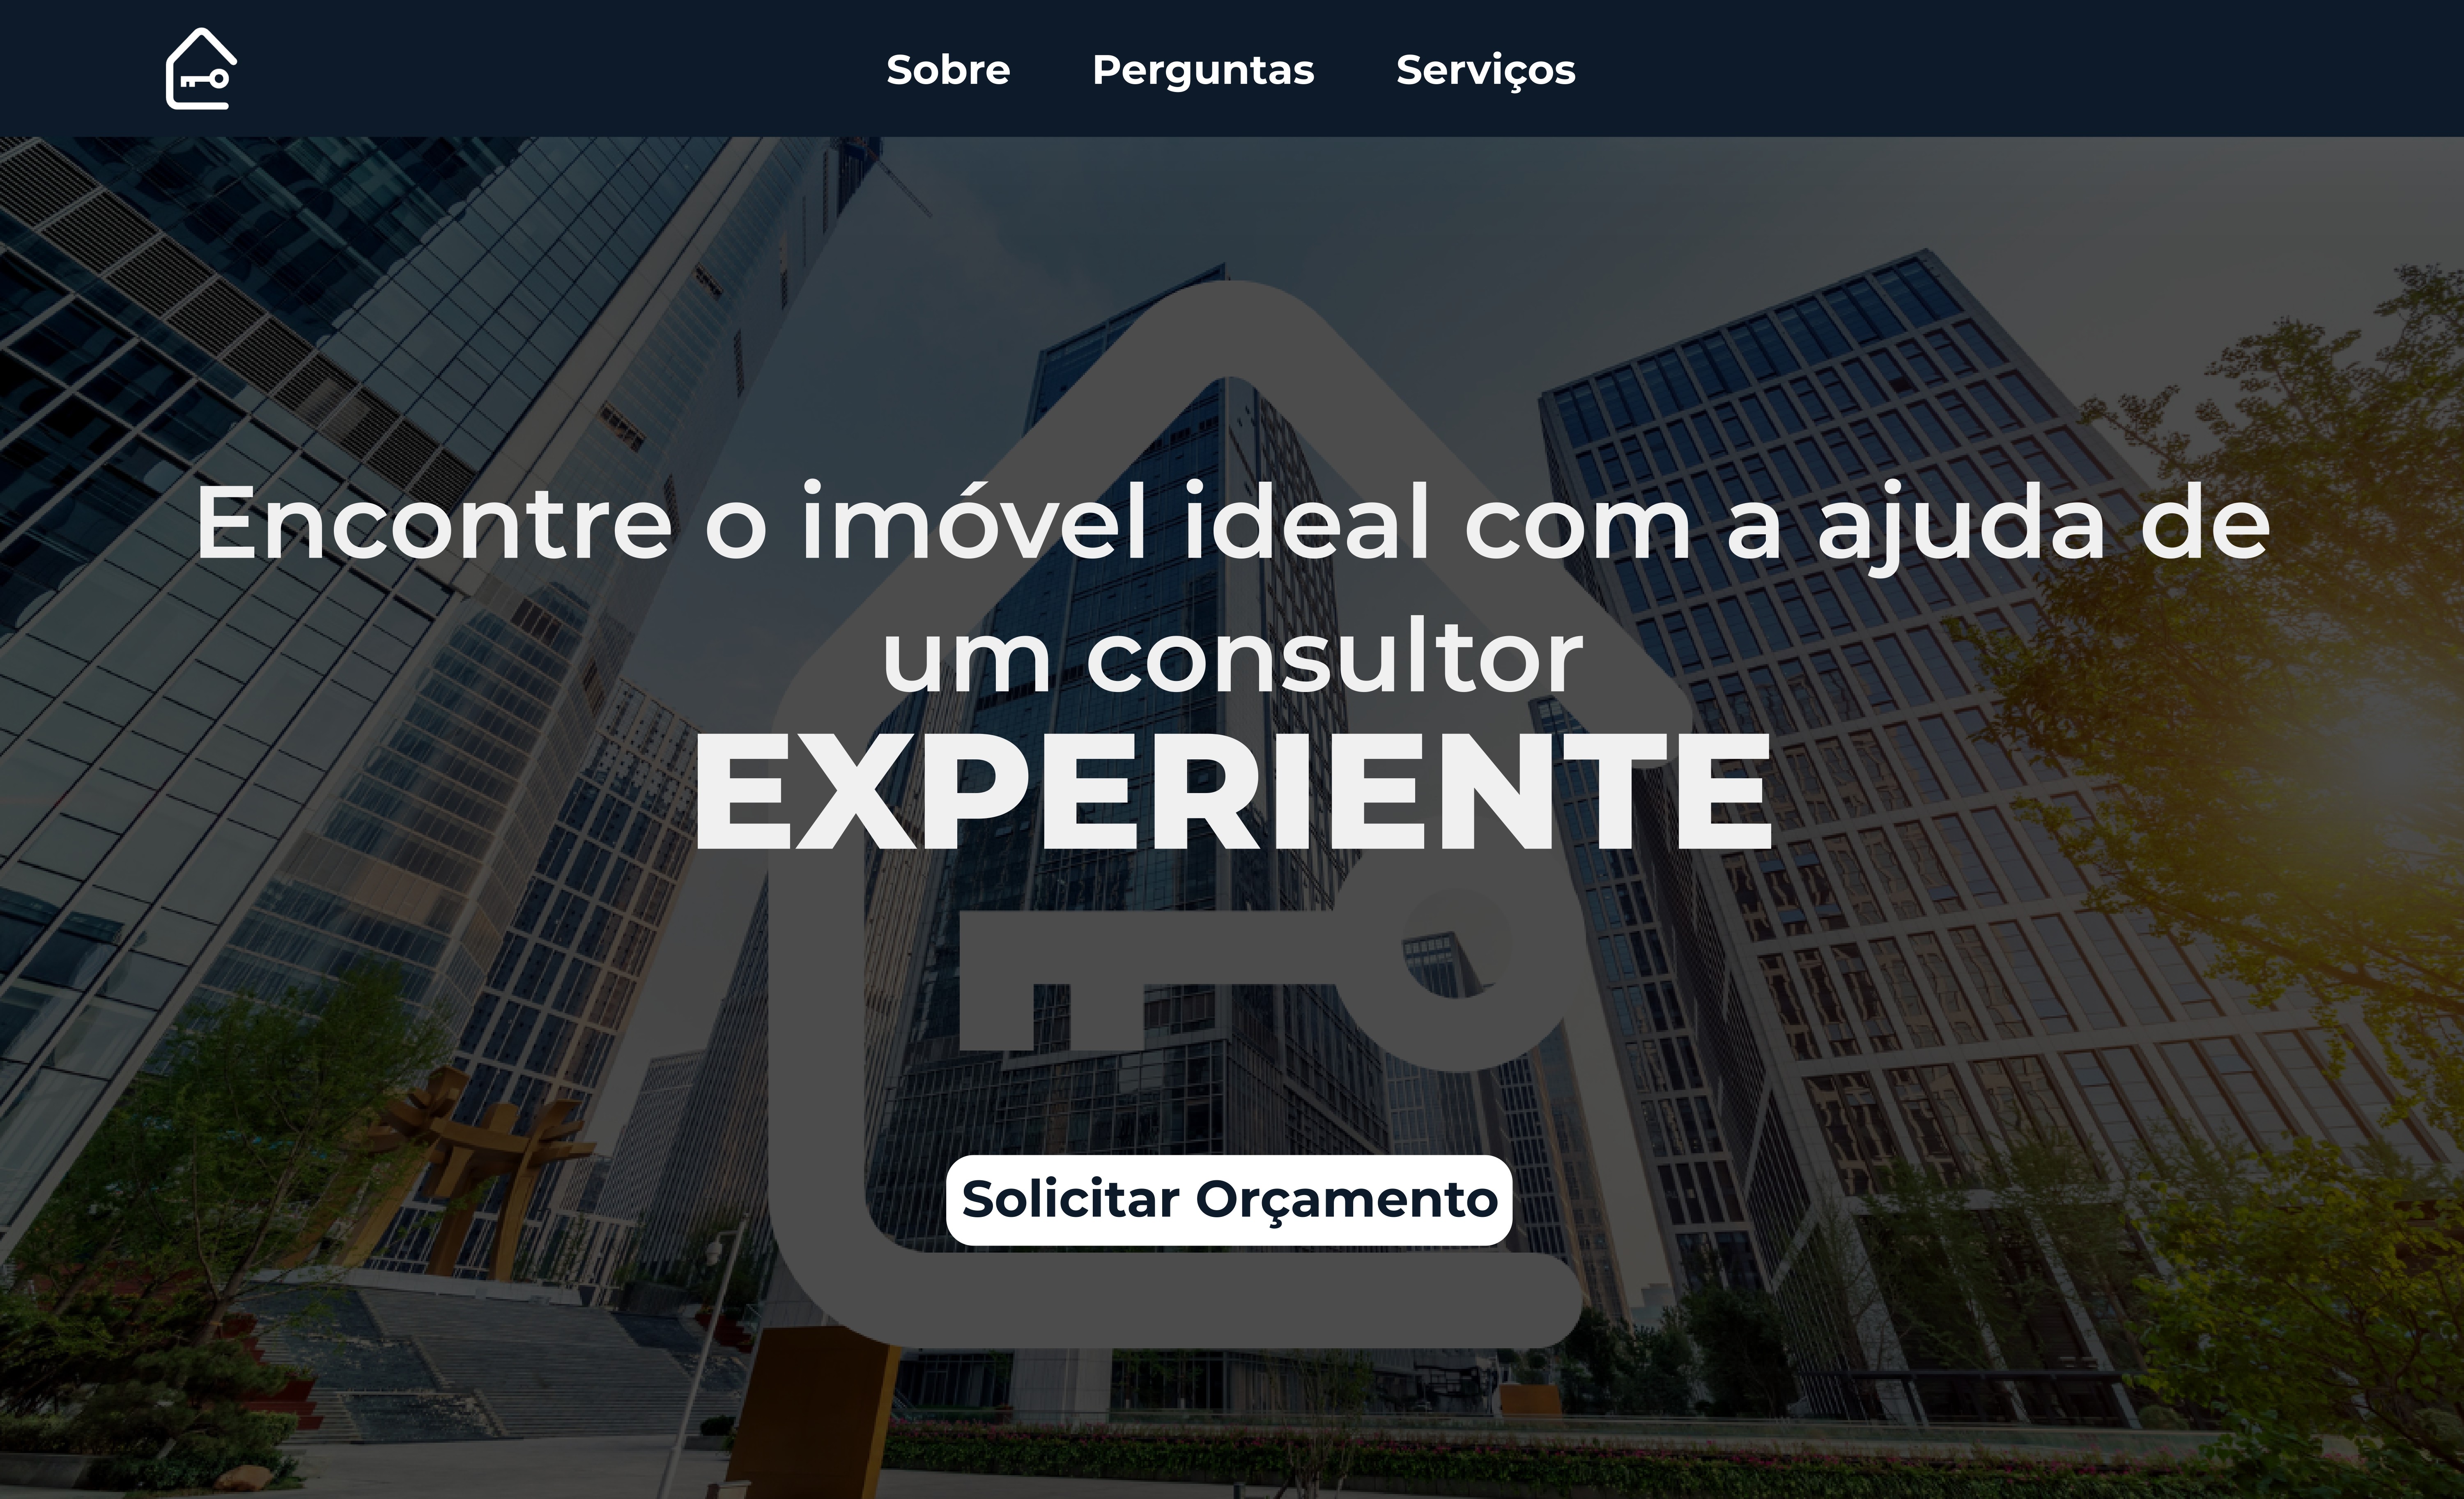 Sobre Perguntas Serviços
Encontre o imóvel ideal com a ajuda de
um consultor
EXPERIENTE
Solicitar Orçamento